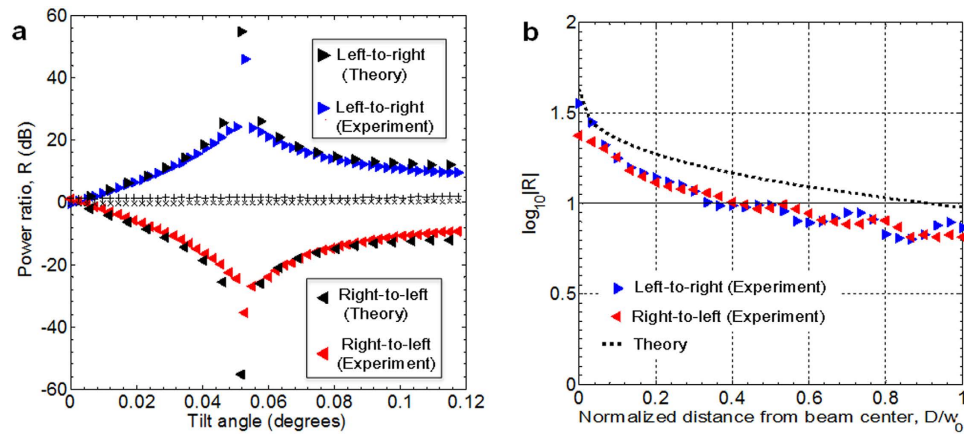 a
60
40
20
0
-20
-40
-60
Power ratio, R (dB)
0
0.02
0.04
0.06
0.08
0.10
0.12
Tilt angle (degrees)
Left-to-right
(Theory)
Left-to-right
(Experiment)
Right-to-left
(Theory)
Right-to-left
(Experiment)
b
2
1.5
1
0.5
0
log10|R|
0
0.2
0.4
0.6
0.8
1
Normalized distance from beam center, D/w0
Left-to-right (Experiment)
Right-to-left (Experiment)
Theory